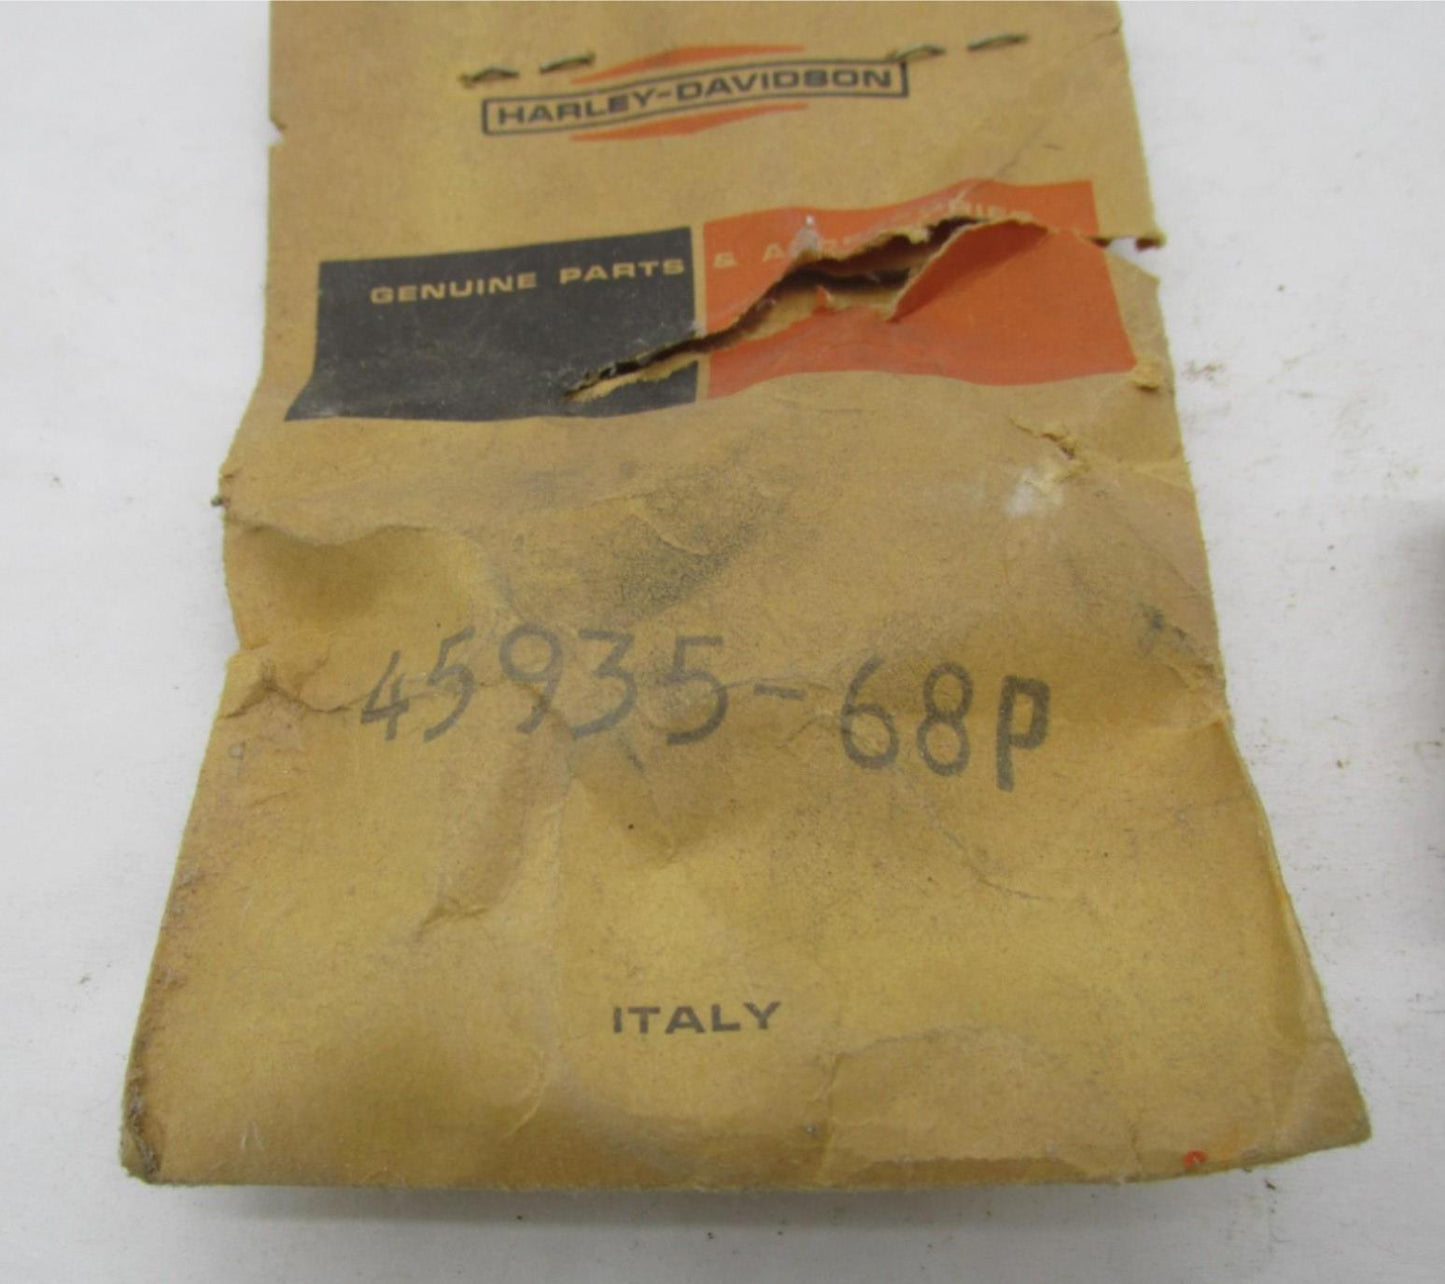 HARLEY-DAVIDSON
GENUINE PARTS &
45935-68P
ITALY